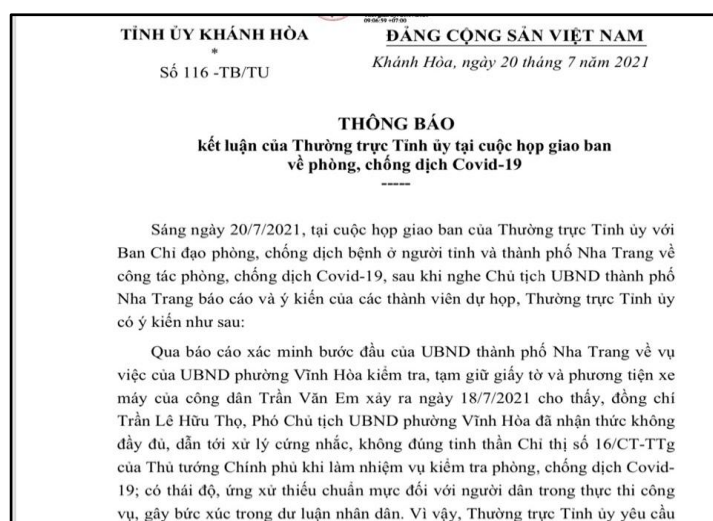 09:06:59 +07:00
TỈNH ỦY KHÁNH HÒA
ĐẢNG CỘNG SẢN VIỆT NAM
*
Số 116 -TB/TU
Khánh Hòa, ngày 20 tháng 7 năm 2021
THÔNG BÁO
kết luận của Thường trực Tỉnh ủy tại cuộc họp giao ban
về phòng, chống dịch Covid-19
-----
Sáng ngày 20/7/2021, tại cuộc họp giao ban của Thường trực Tỉnh ủy với
Ban Chỉ đạo phòng, chống dịch bệnh ở người tỉnh và thành phố Nha Trang về
công tác phòng, chống dịch Covid-19, sau khi nghe Chủ tịch UBND thành phố
Nha Trang báo cáo và ý kiến của các thành viên dự họp, Thường trực Tỉnh ủy
có ý kiến như sau:
Qua báo cáo xác minh bước đầu của UBND thành phố Nha Trang về vụ
việc của UBND phường Vĩnh Hòa kiểm tra, tạm giữ giấy tờ và phương tiện xe
máy của công dân Trần Văn Em xảy ra ngày 18/7/2021 cho thấy, đồng chí
Trần Lê Hữu Thọ, Phó Chủ tịch UBND phường Vĩnh Hòa đã nhận thức không
đầy đủ, dẫn tới xử lý cứng nhắc, không đúng tinh thần Chỉ thị số 16/CT-TTg
của Thủ tướng Chính phủ khi làm nhiệm vụ kiểm tra phòng, chống dịch Covid-
19; có thái độ, ứng xử thiếu chuẩn mực đối với người dân trong thực thi công
vụ, gây bức xúc trong dư luận nhân dân. Vì vậy, Thường trực Tỉnh ủy yêu cầu